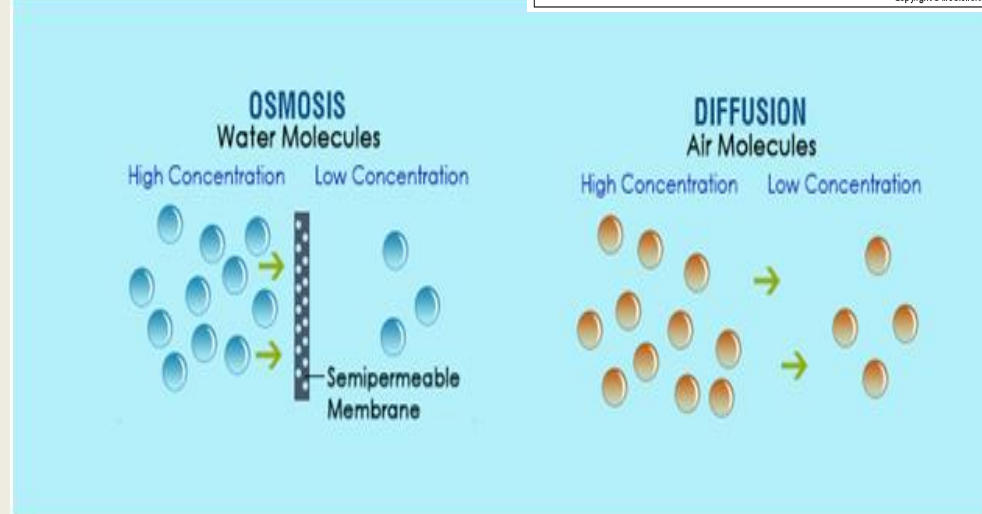 OSMOSIS
Water Molecules
High Concentration Low Concentration
Semipermeable
Membrane
DIFFUSION
Air Molecules
High Concentration Low Concentration